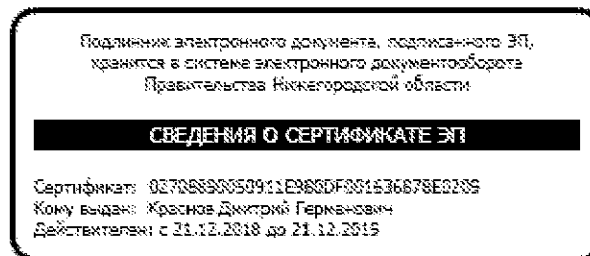 Подлинник электронного документа, подписанного ЭП,
хранится в системе электронного документооборота
Правительства Нижегородской области
СВЕДЕНИЯ О СЕРТИФИКАТЕ ЭП
Сертификат:
Кому выдан: Краснов Дмитрий Германович
Действителен: с 21.12.2018 до 21.12.2019